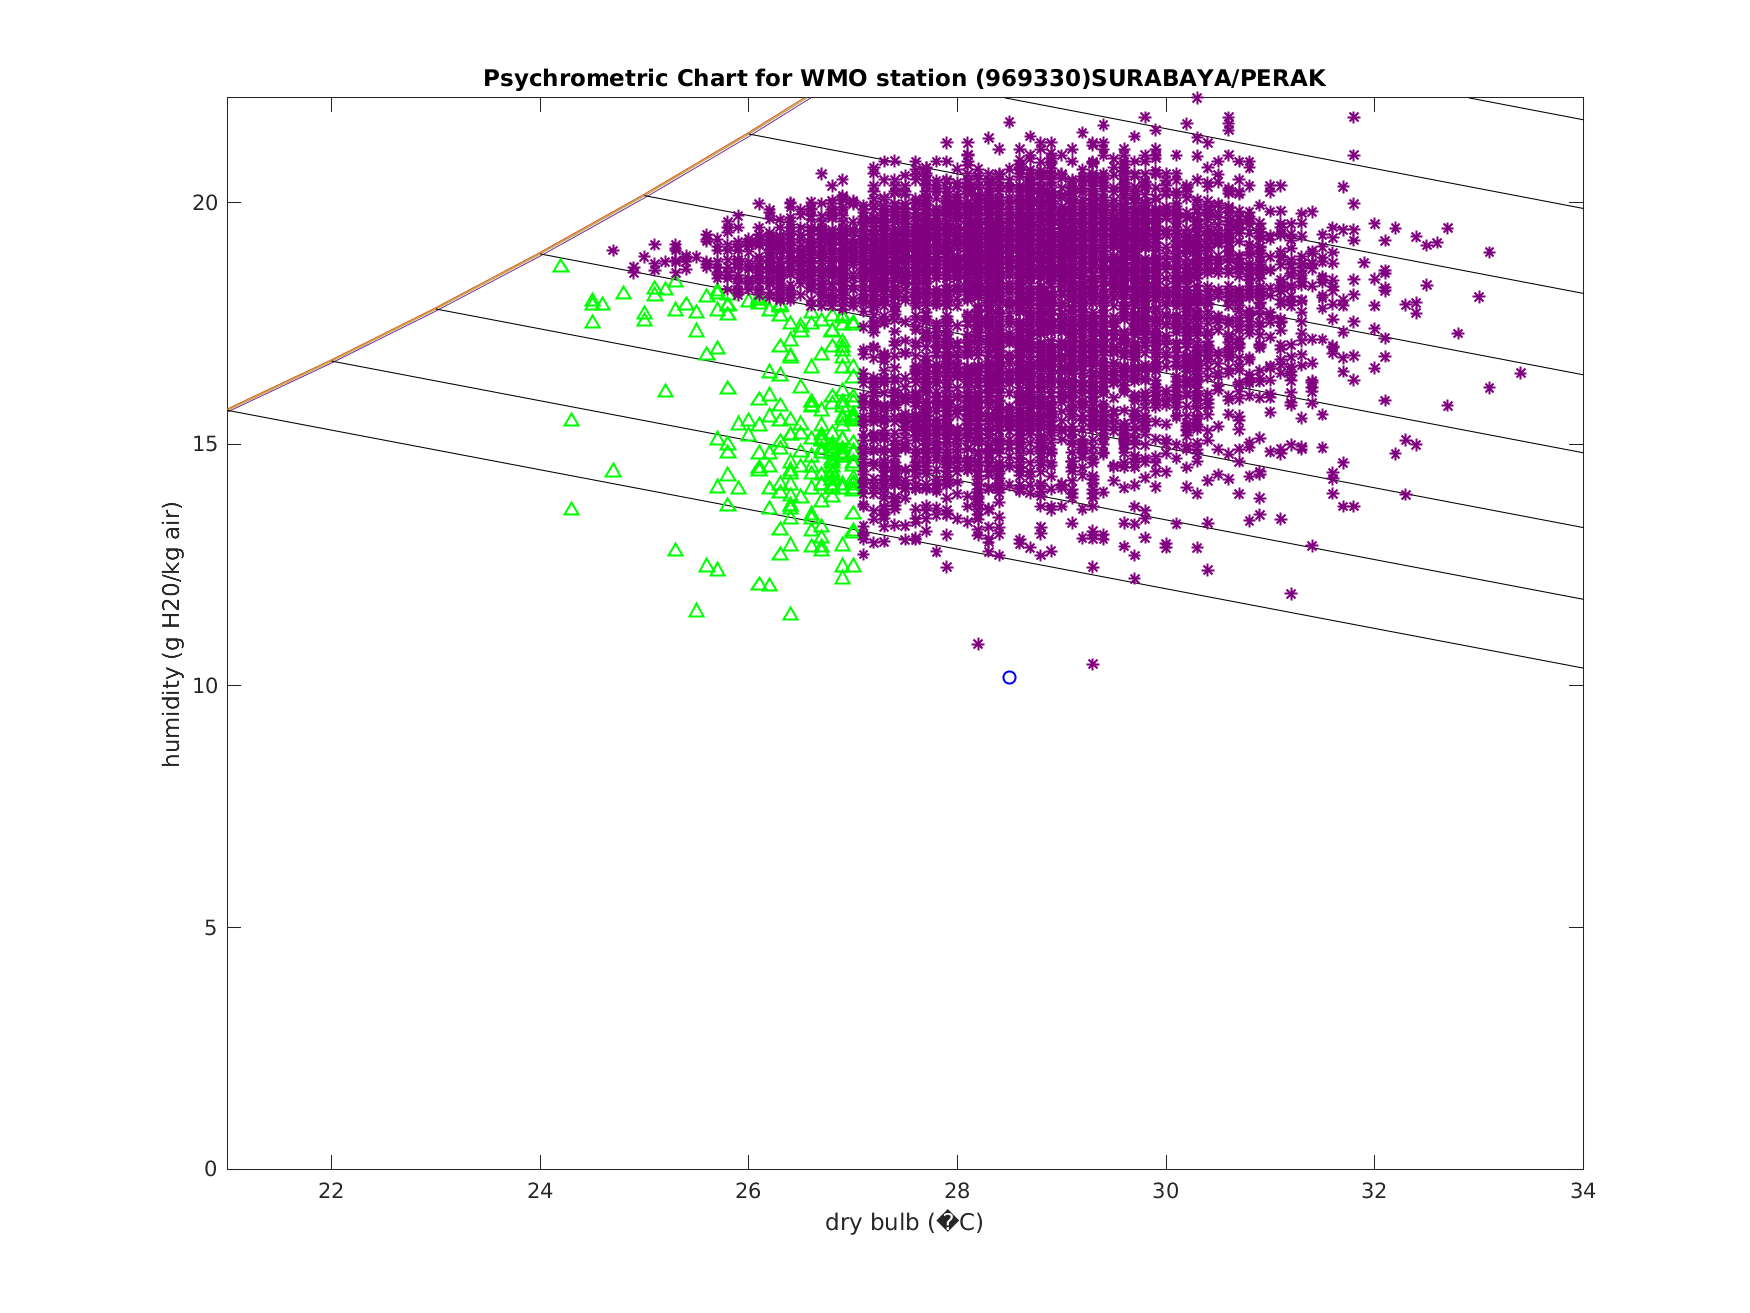 Psychrometric Chart for WMO station (969330)SURABAYA/PERAK
humidity (g H20/kg air)
20
15
10
5
0
22 24 26 28 30 32 34
dry bulb (�C)